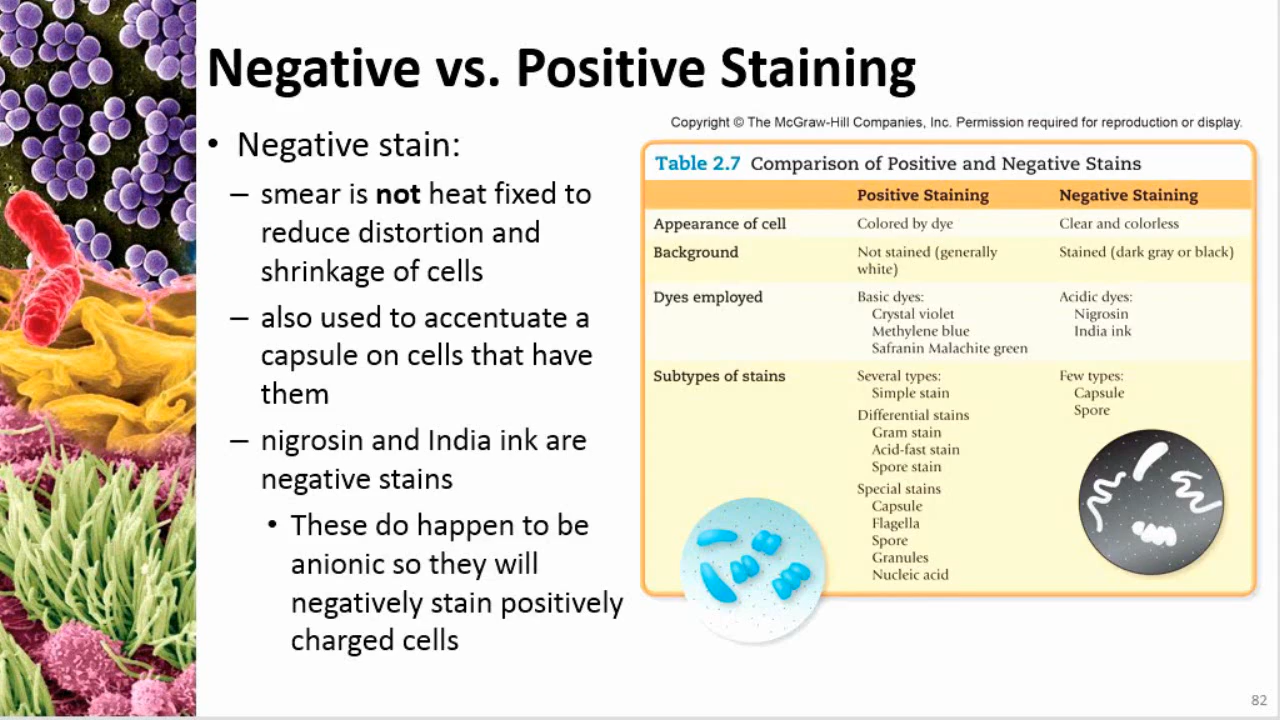 Negative vs. Positive Staining
• Negative stain:
– smear is not heat fixed to
reduce distortion and
shrinkage of cells
– also used to accentuate a
capsule on cells that have
them
– nigrosin and India ink are
negative stains
• These do happen to be
anionic so they will
negatively stain positively
charged cells
Copyright © The McGraw-Hill Companies, Inc. Permission required for reproduction or display.
Table 2.7 Comparison of Positive and Negative Stains
Positive Staining Negative Staining
Appearance of cell Colored by dye Clear and colorless
Background Not stained (generally Stained (dark gray or black)
white)
Dyes employed Basic dyes: Acidic dyes:
Crystal violet Nigrosin
Methylene blue India ink
Safranin Malachite green
Subtypes of stains Several types: Few types:
Simple stain Capsule
Spore
Differential stains
Gram stain
Acid-fast stain
Spore stain
Special stains
Capsule
Flagella
Spore
Granules
Nucleic acid
82